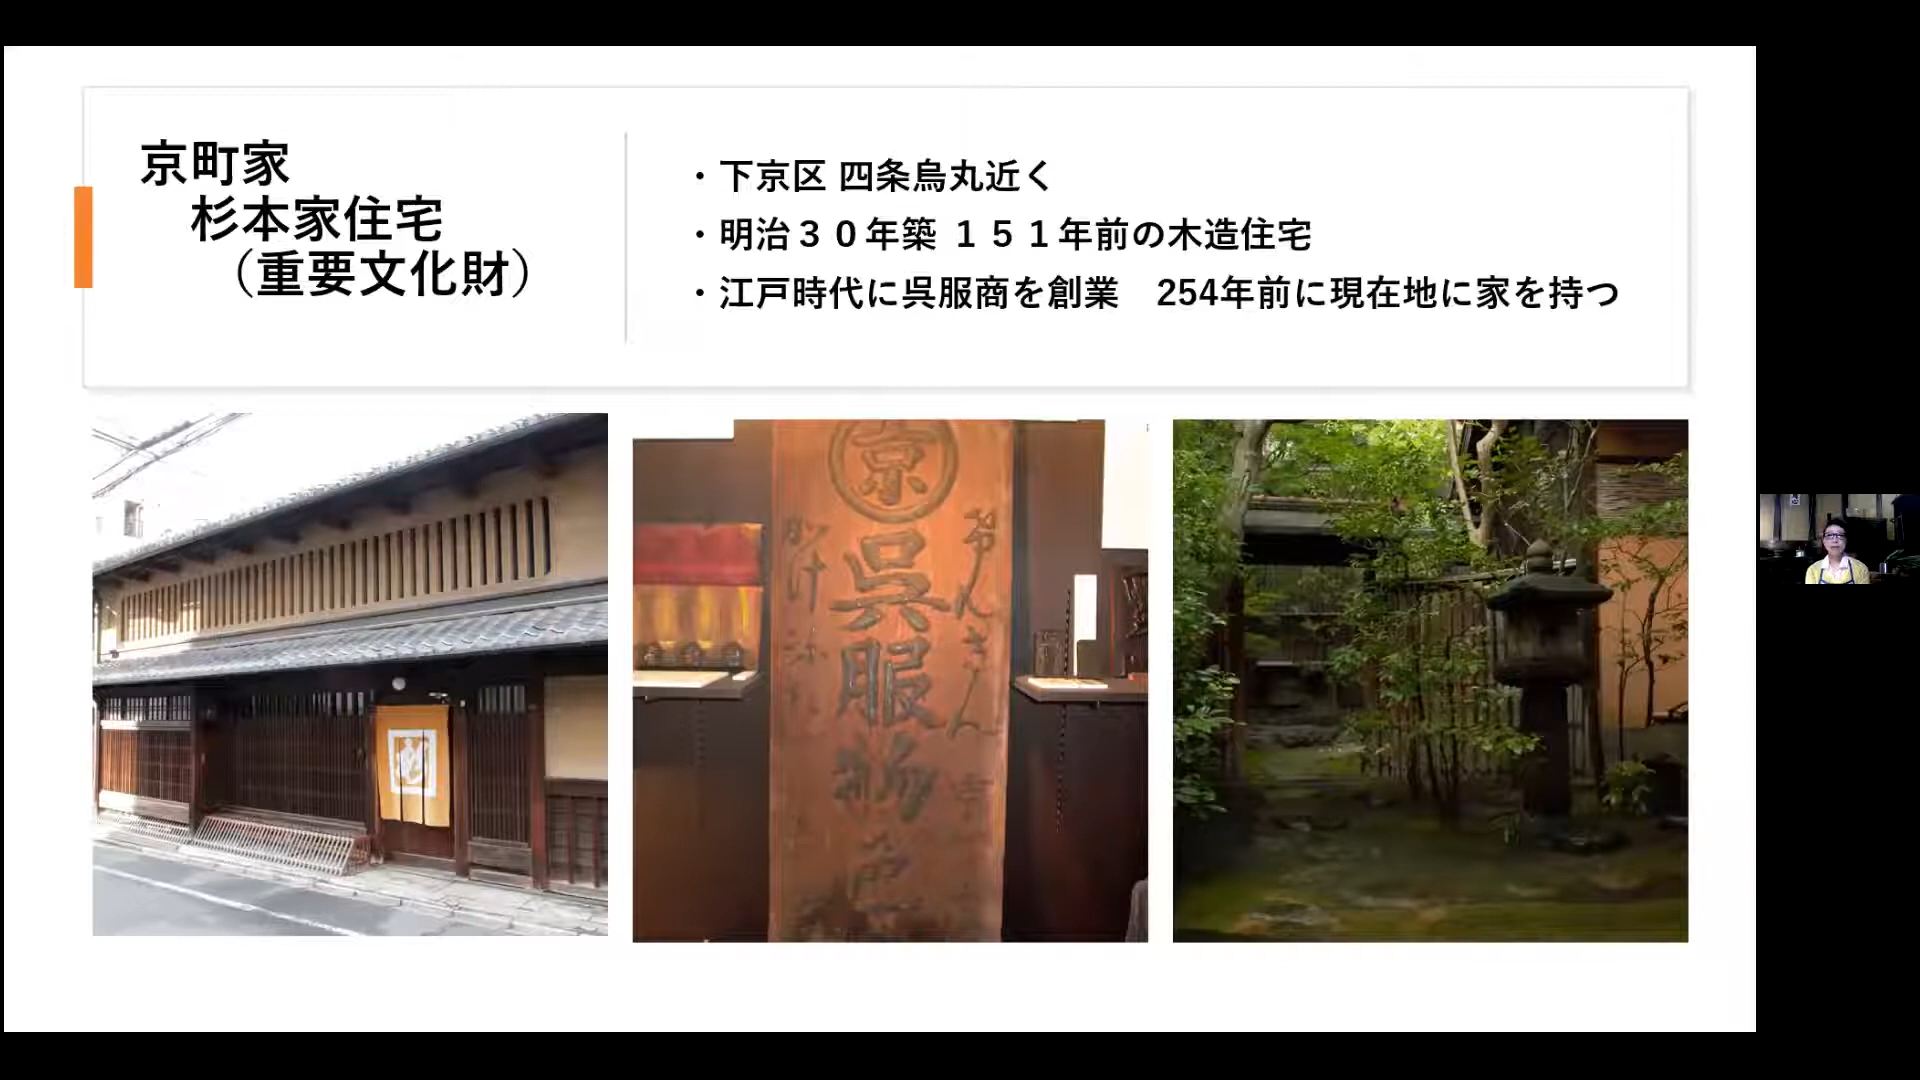 京町家
杉本家住宅
（重要文化財）
・下京区 四条烏丸近く
・明治３０年築 １５１年前の木造住宅
・江戸時代に呉服商を創業　254年前に現在地に家を持つ
京
呉服物